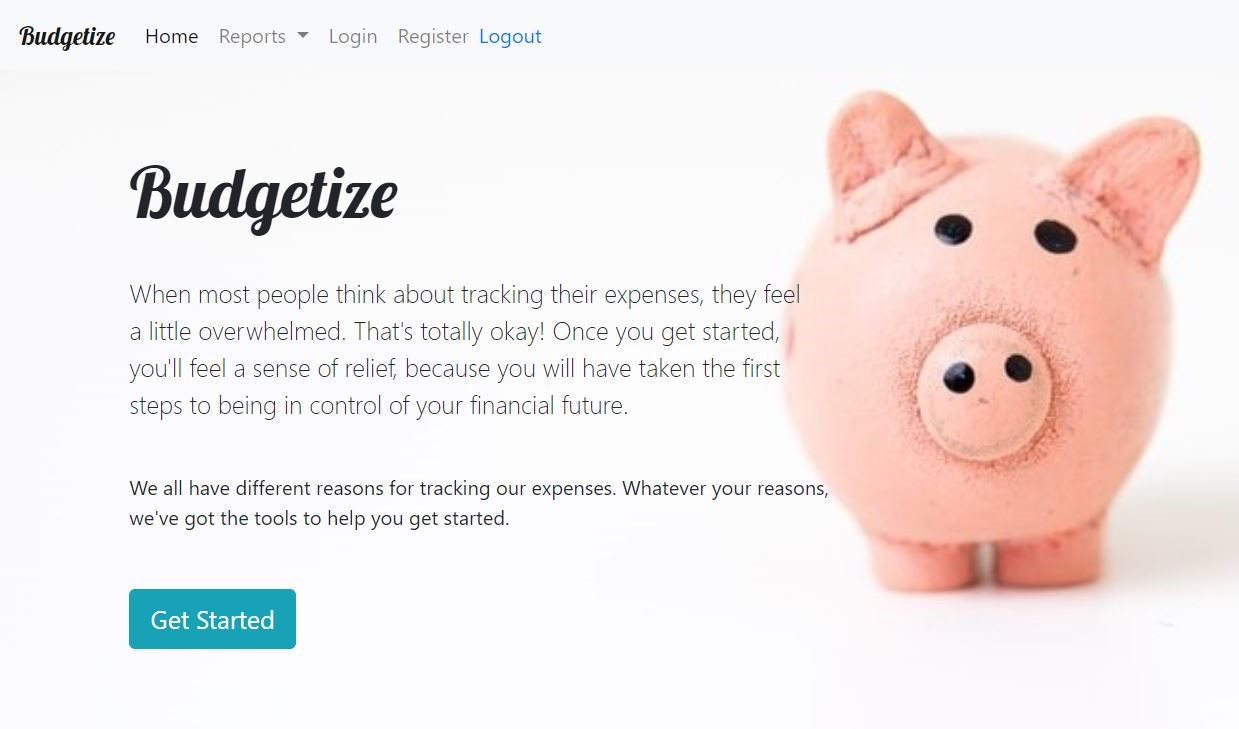 Budgetize Home Reports Login Register Logout
Budgetize
When most people think about tracking their expenses, they feel
a little overwhelmed. That's totally okay! Once you get started,
you'll feel a sense of relief, because you will have taken the first
steps to being in control of your financial future.
We all have different reasons for tracking our expenses. Whatever your reasons,
we've got the tools to help you get started.
Get Started